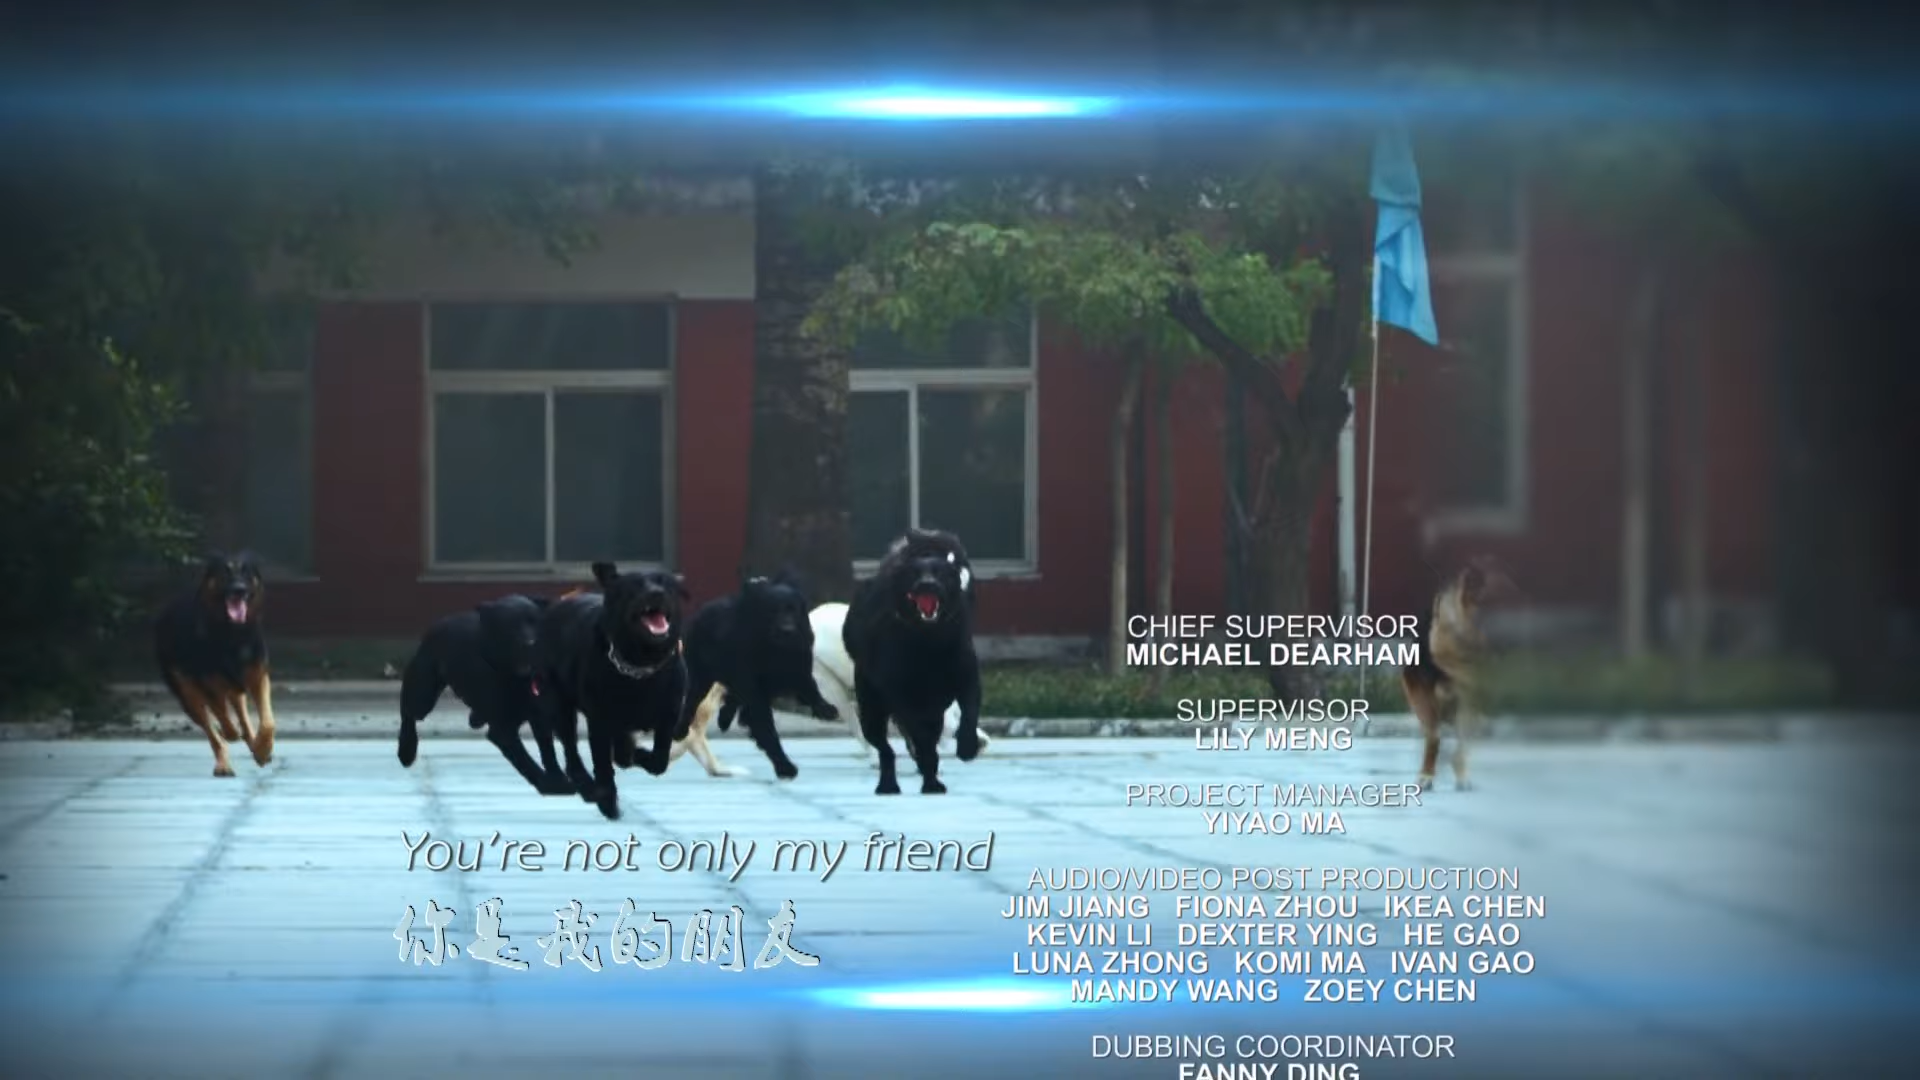 You're not only my friend
你是我的朋友
CHIEF SUPERVISOR
MICHAEL DEARHAM
SUPERVISOR
LILY MENG
PROJECT MANAGER
YIYAO MA
AUDIO/VIDEO POST PRODUCTION
JIM JIANG FIONA ZHOU IKEA CHEN
KEVIN LI DEXTER YING HE GAO
LUNA ZHONG KOMI MA IVAN GAO
MANDY WANG ZOEY CHEN
DUBBING COORDINATOR
FANNY DING